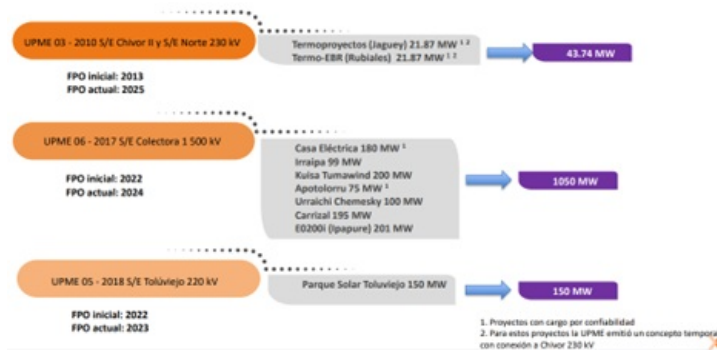 UPME 03 - 2010 S/E Chivor II y S/E Norte 230 kV
Termoproyectos (Jaguey) 21.87 MW 1 2
Termo-EBR (Rubiales) 21.87 MW 1 2
43.74 MW
FPO inicial: 2013
FPO actual: 2025
UPME 06 - 2017 S/E Colectora 1 500 kV
Casa Eléctrica 180 MW 1
Irraipa 99 MW
Kuisa Tumawind 200 MW
Apotolorru 75 MW 1
Urraichi Chemesky 100 MW
Carrizal 195 MW
E0200i (Ipapure) 201 MW
1050 MW
FPO inicial: 2022
FPO actual: 2024
UPME 05 - 2018 S/E Tolúviejo 220 kV
Parque Solar Toluviejo 150 MW
150 MW
FPO inicial: 2022
FPO actual: 2023
1. Proyectos con cargo por confiabilidad
2. Para estos proyectos la UPME emitió un concepto tempora
con conexión a Chivor 230 kV